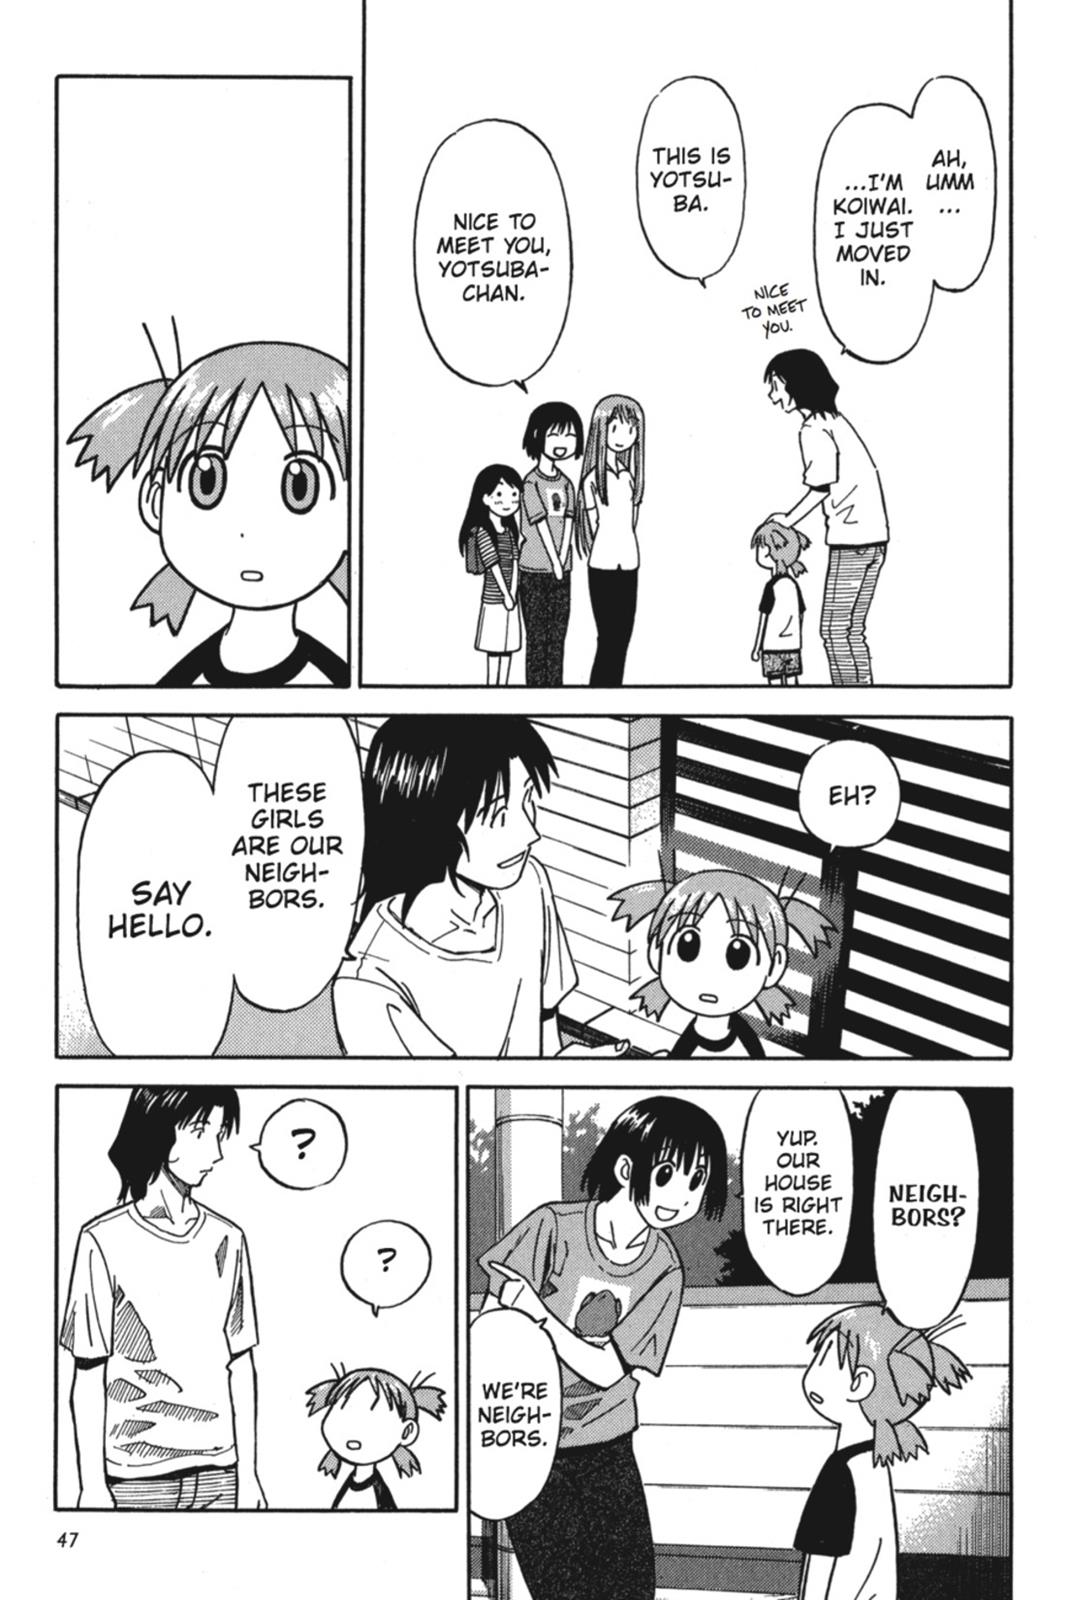 AH,
UMM
...
...I'M
KOIWAI.
I JUST
MOVED
IN.
NICE
TO MEET
YOU.
THIS IS
YOTSU-
BA.
NICE TO
MEET YOU,
YOTSUBA-
CHAN.
EH?
THESE
GIRLS
ARE OUR
NEIGH-
BORS.
SAY
HELLO.
NEIGH-
BORS?
YUP.
OUR
HOUSE
IS RIGHT
THERE.
WE'RE
NEIGH-
BORS.
?
?
47